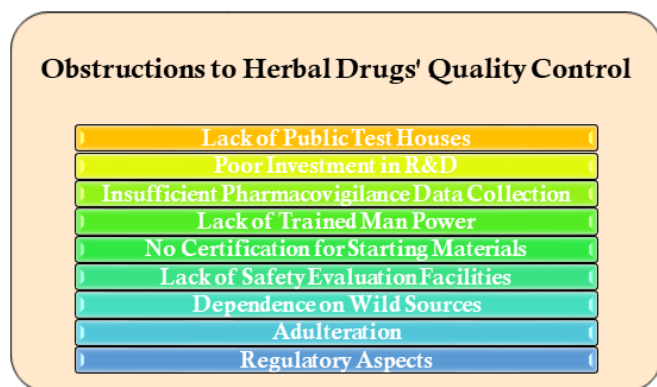 Obstructions to Herbal Drugs' Quality Control
Lack of Public Test Houses
Poor Investment in R&D
Insufficient Pharmacovigilance Data Collection
Lack of Trained Man Power
No Certification for Starting Materials
Lack of Safety Evaluation Facilities
Dependence on Wild Sources
Adulteration
Regulatory Aspects